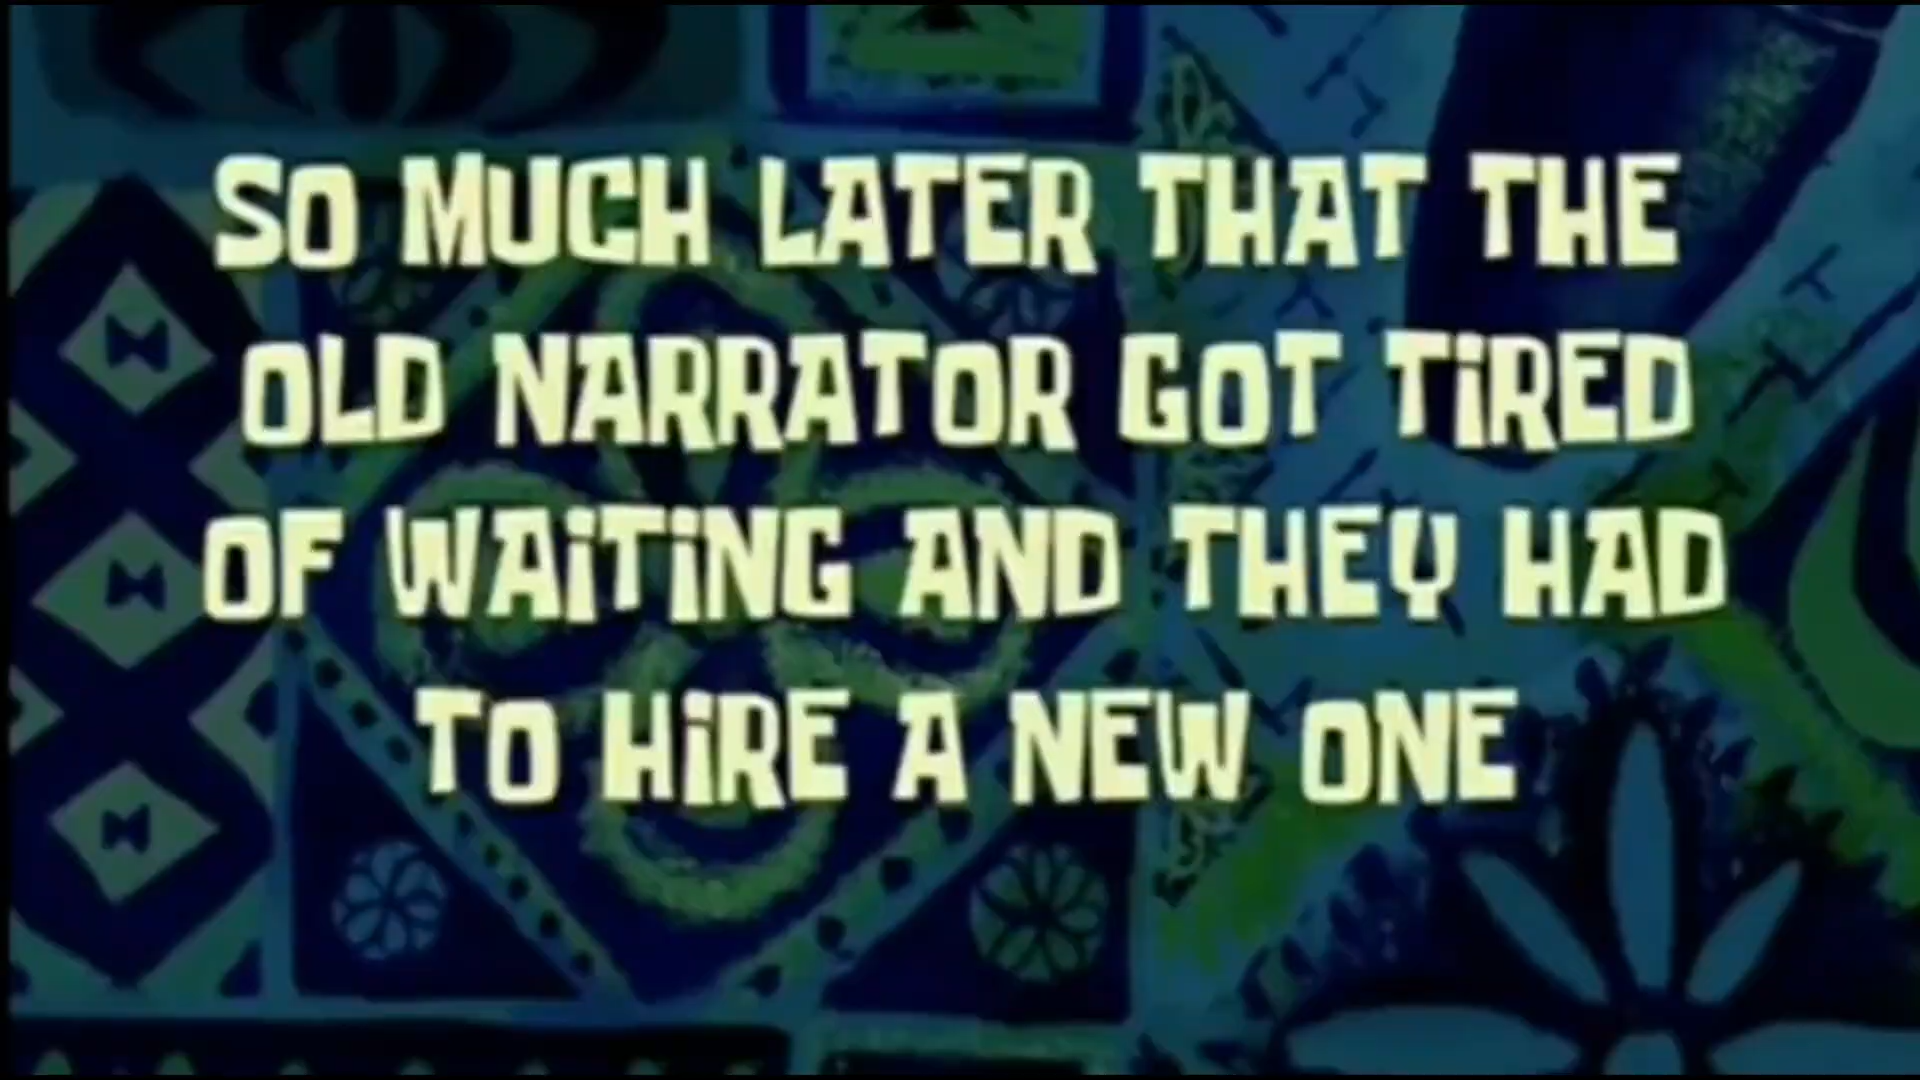 SO MUCH LATER THAT THE
OLD NARRATOR GOT TIRED
OF WAITING AND THEY HAD
TO HIRE A NEW ONE